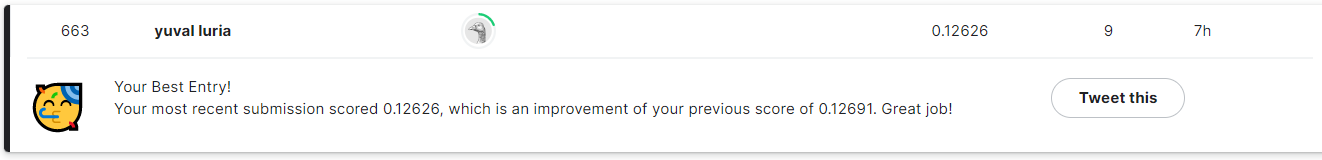 663 yuval luria 0.12626 9 7h
Your Best Entry!
Your most recent submission scored 0.12626, which is an improvement of your previous score of 0.12691. Great job!
Tweet this